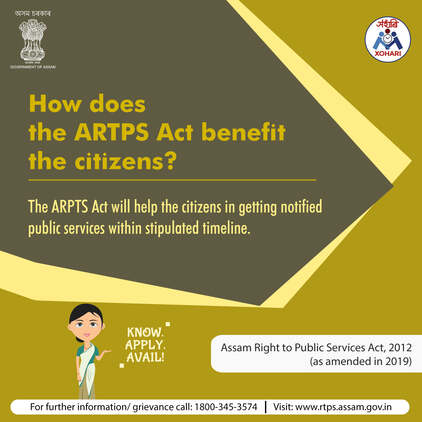 অসম চৰকাৰ
GOVERNMENT OF ASSAM
XOHARI
How does
the ARTPS Act benefit
the citizens?
The ARPTS Act will help the citizens in getting notified
public services within stipulated timeline.
KNOW.
APPLY.
AVAIL!
Assam Right to Public Services Act, 2012
(as amended in 2019)
For further information/ grievance call: 1800-345-3574 | Visit: www.rtps.assam.gov.in